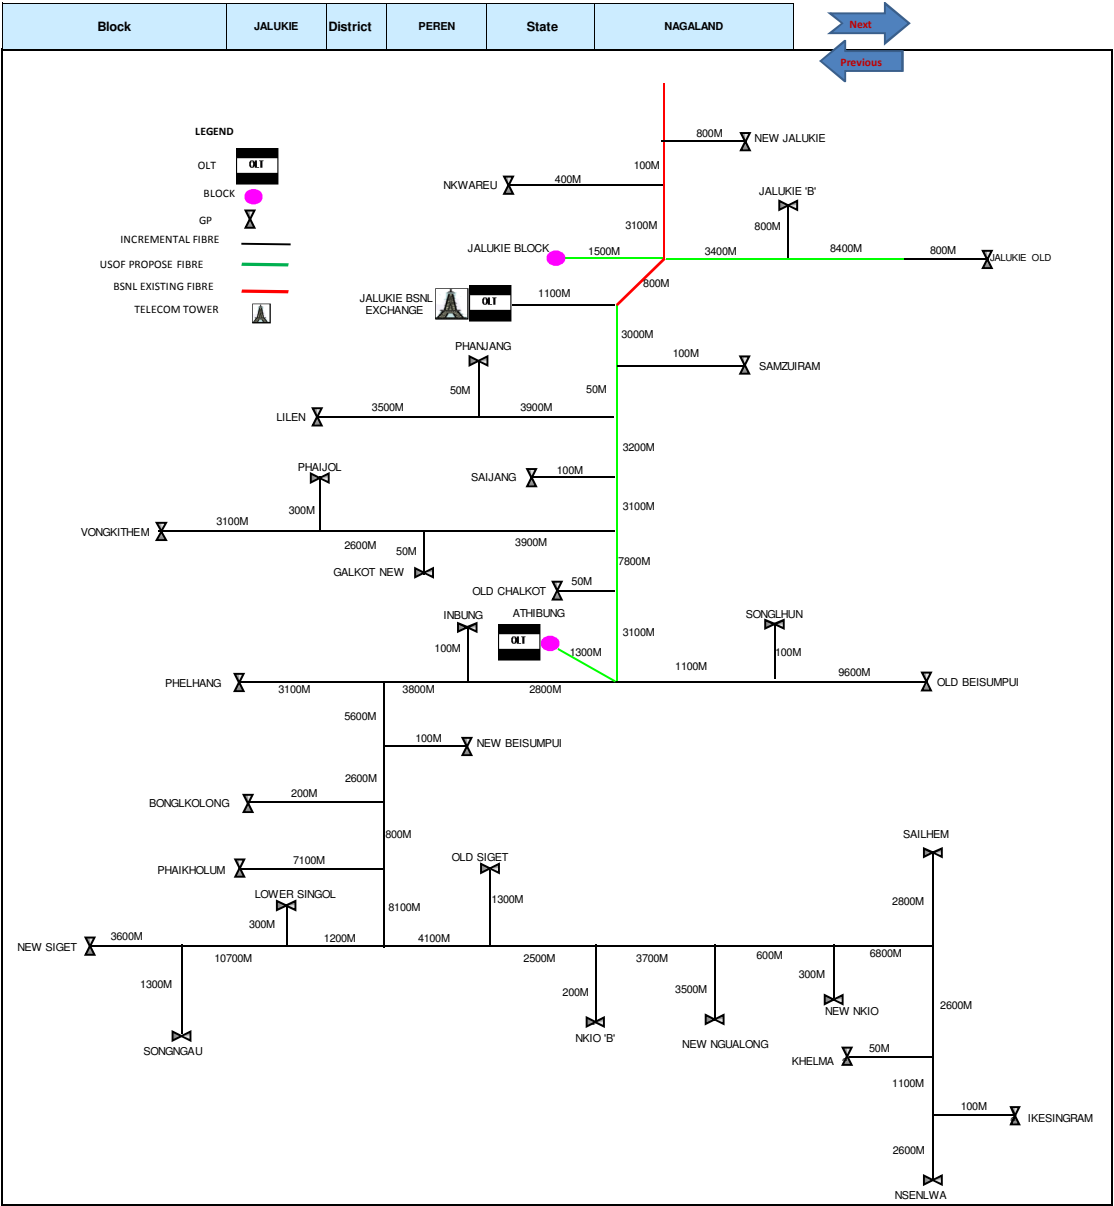 Block JALUKIE District PEREN State NAGALAND
Next
Previous
LEGEND
OLT OLT
BLOCK
GP
INCREMENTAL FIBRE
USOF PROPOSE FIBRE
BSNL EXISTING FIBRE
TELECOM TOWER
800M NEW JALUKIE
100M
NKWAREU 400M
JALUKIE 'B'
3100M 800M
JALUKIE BLOCK 1500M 3400M 8400M 800M JALUKIE OLD
800M
JALUKIE BSNL
EXCHANGE OLT 1100M
3000M
PHANJANG
100M SAMZUIRAM
50M 50M
LILEN 3500M 3900M
3200M
PHAIJOL
SAIJANG 100M
300M 3100M
VONGKITHEM 3100M
2600M 50M 3900M
GALKOT NEW
7800M
OLD CHALKOT 50M
INBUNG ATHIBUNG SONGLHUN
OLT
3100M
100M 1300M 100M
PHELHANG 3100M 3800M 2800M 1100M 9600M OLD BEISUMPUI
5600M
100M NEW BEISUMPUI
2600M
BONGLKOLONG 200M
800M SAILHEM
PHAIKHOLUM 7100M OLD SIGET
LOWER SINGOL 1300M 2800M
8100M
300M
NEW SIGET 3600M 1200M 4100M
10700M 2500M 3700M 600M 6800M
1300M 200M 3500M 300M
2600M
NEW NKIO
SONGNGAU NKIO 'B' NEW NGUALONG
KHELMA 50M
1100M
100M IKESINGRAM
2600M
NSENLWA